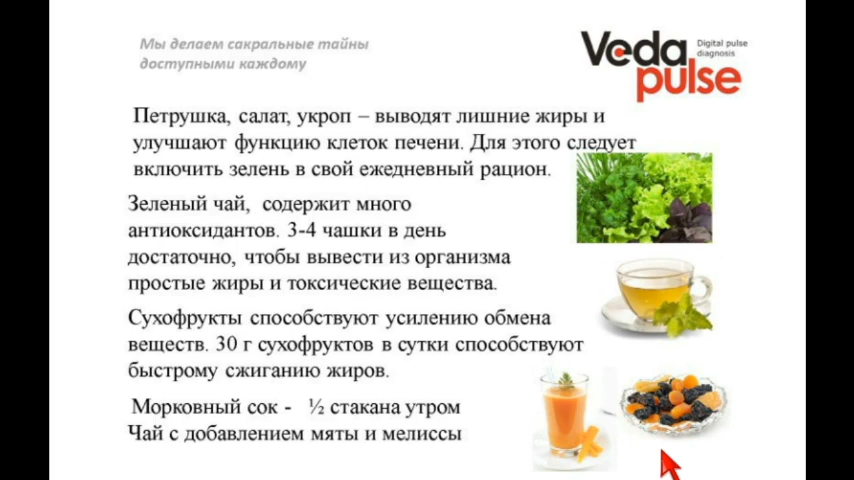 Мы делаем сакральные тайны
доступными каждому
Veda
pulse
Digital pulse
diagnosis
Петрушка, салат, укроп – выводят лишние жиры и
улучшают функцию клеток печени. Для этого следует
включить зелень в свой ежедневный рацион.
Зеленый чай, содержит много
антиоксидантов. 3-4 чашки в день
достаточно, чтобы вывести из организма
простые жиры и токсические вещества.
Сухофрукты способствуют усилению обмена
веществ. 30 г сухофруктов в сутки способствуют
быстрому сжиганию жиров.
Морковный сок - ½ стакана утром
Чай с добавлением мяты и мелиссы